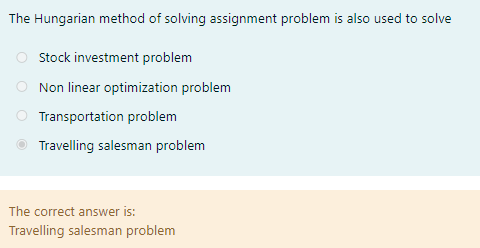 The Hungarian method of solving assignment problem is also used to solve
Stock investment problem
Non linear optimization problem
Transportation problem
Travelling salesman problem
The correct answer is:
Travelling salesman problem